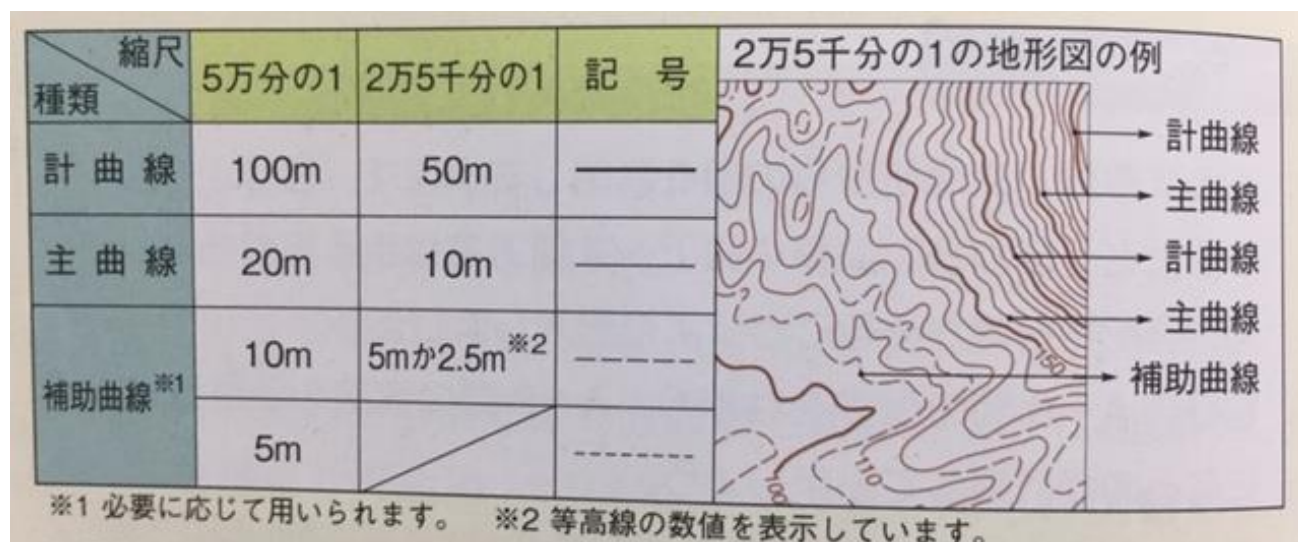 縮尺
種類
5万分の1 2万5千分の1 記 号
計 曲 線 100m 50m
主 曲 線 20m 10m
補助曲線※1 10m 5mか2.5m※2
5m
※1 必要に応じて用いられます。 ※2 等高線の数値を表示しています。
2万5千分の1の地形図の例
計曲線
主曲線
計曲線
主曲線
補助曲線
150
110
100